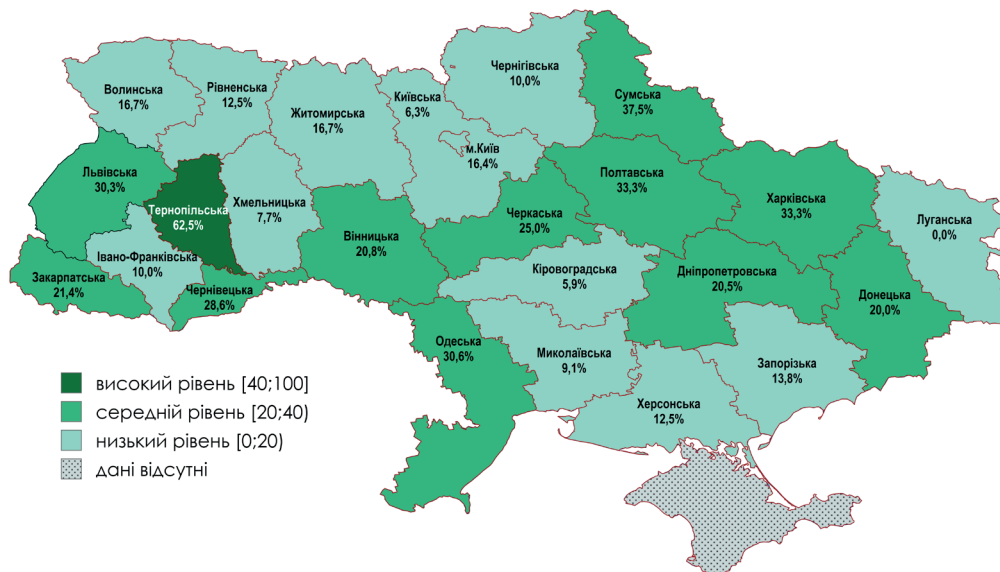 Чернігівська
10,0%
Волинська
16,7%
Рівненська
12,5%
Київська
6,3%
Сумська
37,5%
Житомирська
16,7%
м.Київ
16,4%
Львівська
30,3%
Полтавська
33,3%
Харківська
33,3%
Тернопільська
62,5%
Хмельницька
7,7%
Черкаська
25,0%
Луганська
0,0%
Вінницька
20,8%
Івано-Франківська
10,0%
Кіровоградська
5,9%
Дніпропетровська
20,5%
Закарпатська
21,4%
Чернівецька
28,6%
Донецька
20,0%
Одеська
30,6%
Миколаївська
9,1%
Запорізька
13,8%
Херсонська
12,5%
високий рівень [40;100]
середній рівень [20;40)
низький рівень [0;20)
дані відсутні